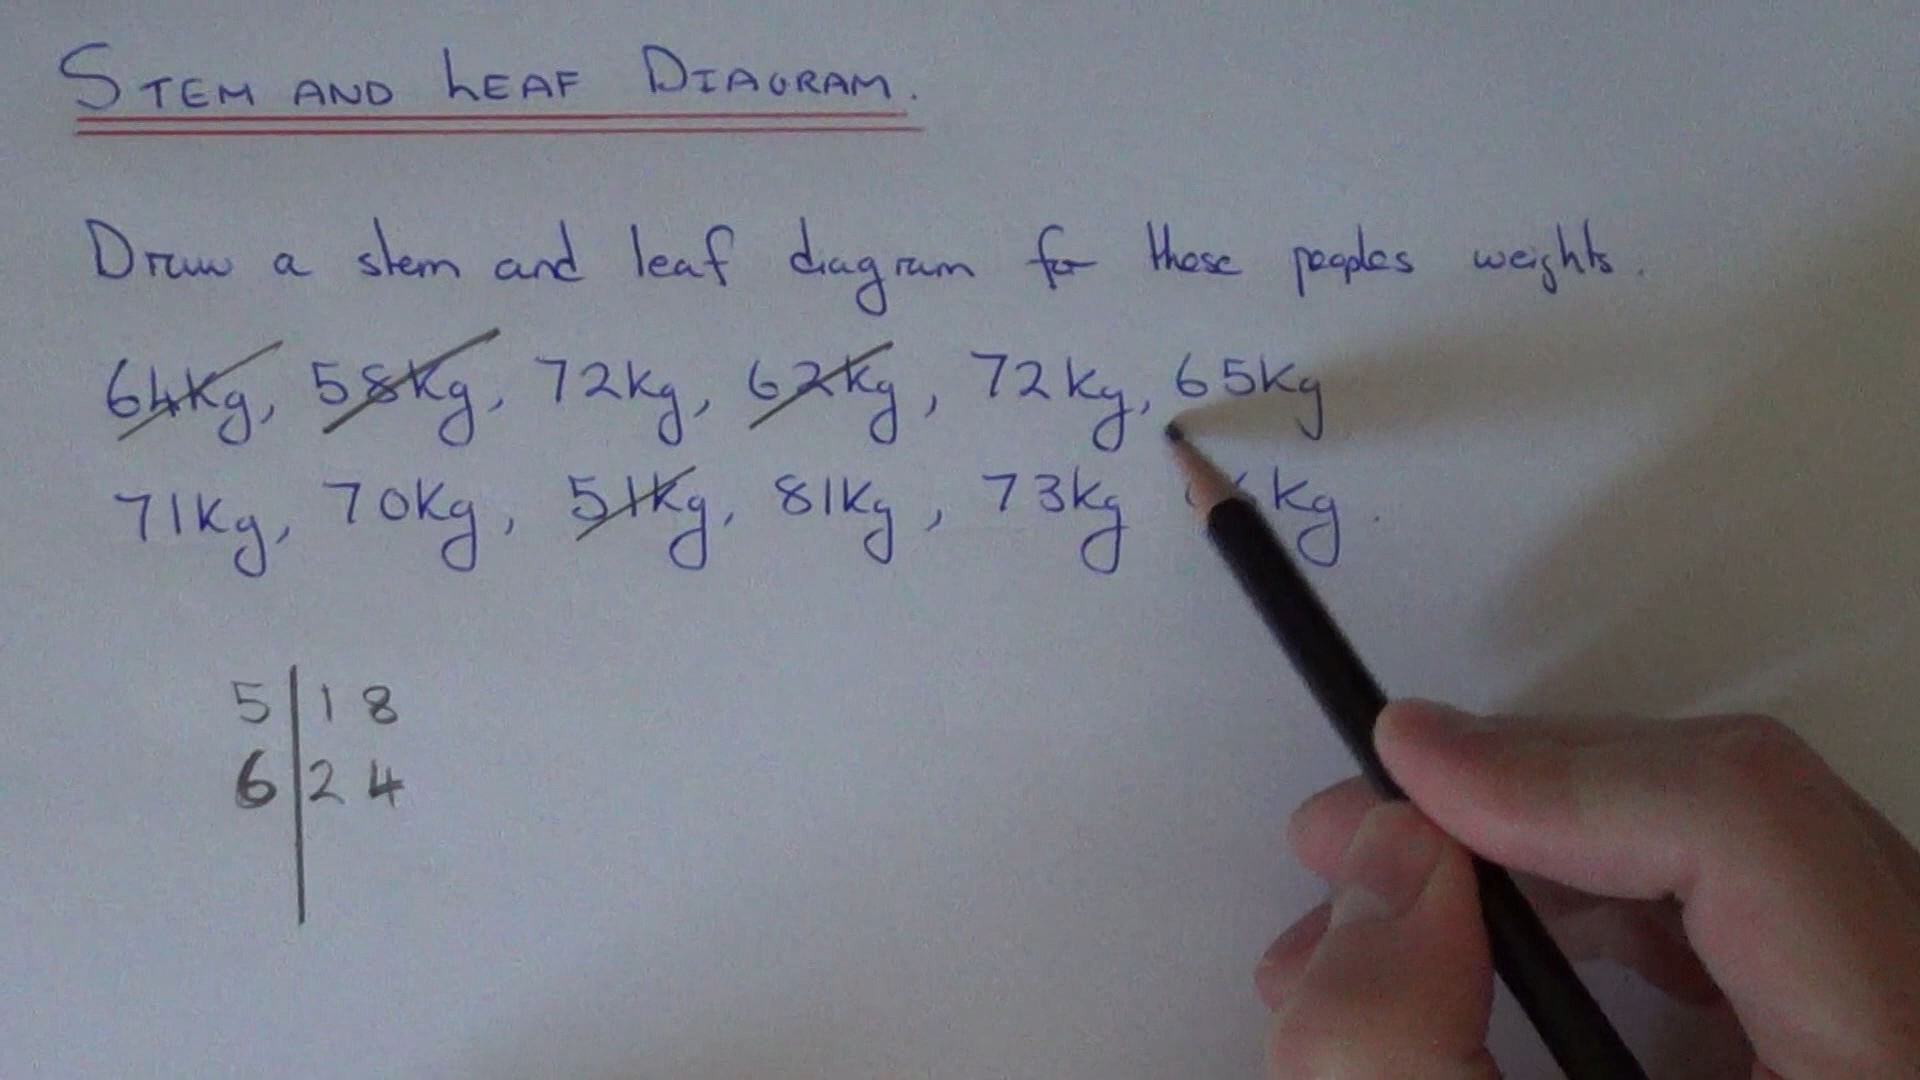 STEM AND LEAF DIAGRAM.
Draw a stem and leaf diagram for these peoples weights.
64kg, 58kg, 72kg, 62kg, 72kg, 65kg
71kg, 70kg, 51kg, 81kg, 73kg kg.
5 | 1 8
6 | 2 4